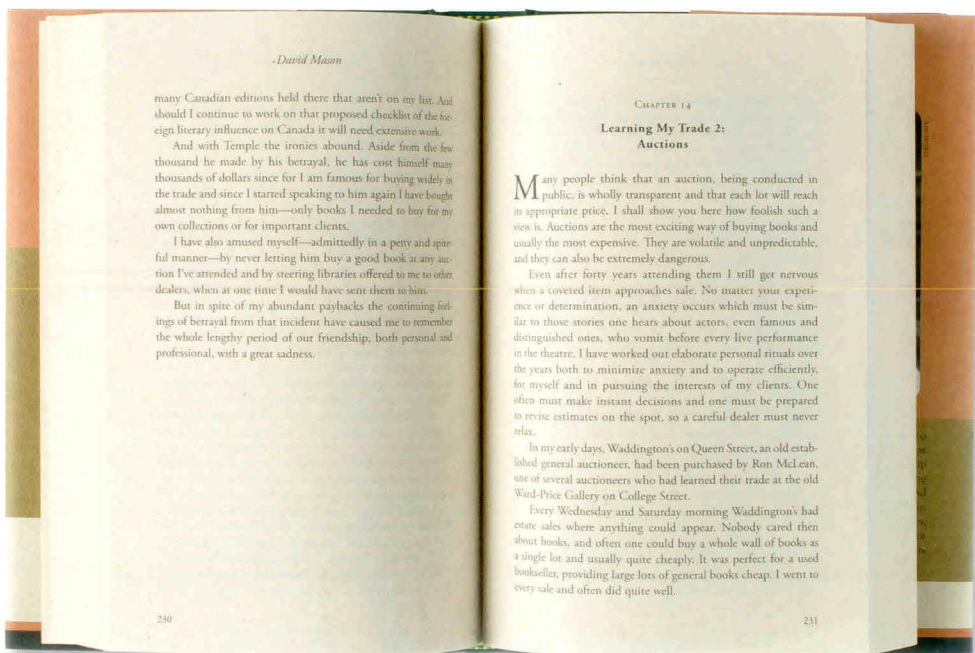 David Mason
many Canadian editions held there that aren't on my list. And
should I continue to work on that proposed checklist of the for-
eign literary influence on Canada it will need extensive work.
And with Temple the ironies abound. Aside from the few
thousand he made by his betrayal, he has cost himself many
thousands of dollars since for I am famous for buying widely in
the trade and since I started speaking to him again I have bought
almost nothing from him—only books I needed to buy for my
own collections or for important clients.
I have also amused myself—admittedly in a petty and spite-
ful manner—by never letting him buy a good book at any auc-
tion I've attended and by steering libraries offered to me to other
dealers, when at one time I would have sent them to him.
But in spite of my abundant paybacks the continuing feel-
ings of betrayal from that incident have caused me to remember
the whole lengthy period of our friendship, both personal and
professional, with a great sadness.
230
CHAPTER 14
Learning My Trade 2:
Auctions
Many people think that an auction, being conducted in
public, is wholly transparent and that each lot will reach
its appropriate price. I shall show you here how foolish such a
view is. Auctions are the most exciting way of buying books and
usually the most expensive. They are volatile and unpredictable,
and they can also be extremely dangerous.
Even after forty years attending them I still get nervous
when a coveted item approaches sale. No matter your experi-
ence or determination, an anxiety occurs which must be sim-
ilar to those stories one hears about actors, even famous and
distinguished ones, who vomit before every live performance
in the theatre. I have worked out elaborate personal rituals over
the years both to minimize anxiety and to operate efficiently,
for myself and in pursuing the interests of my clients. One
often must make instant decisions and one must be prepared
to revise estimates on the spot, so a careful dealer must never
relax.
In my early days, Waddington's on Queen Street, an old estab-
lished general auctioneer, had been purchased by Ron McLean,
one of several auctioneers who had learned their trade at the old
Ward-Price Gallery on College Street.
Every Wednesday and Saturday morning Waddington's had
estate sales where anything could appear. Nobody cared then
about books, and often one could buy a whole wall of books as
a single lot and usually quite cheaply. It was perfect for a used
bookseller, providing large lots of general books cheap. I went to
every sale and often did quite well.
231